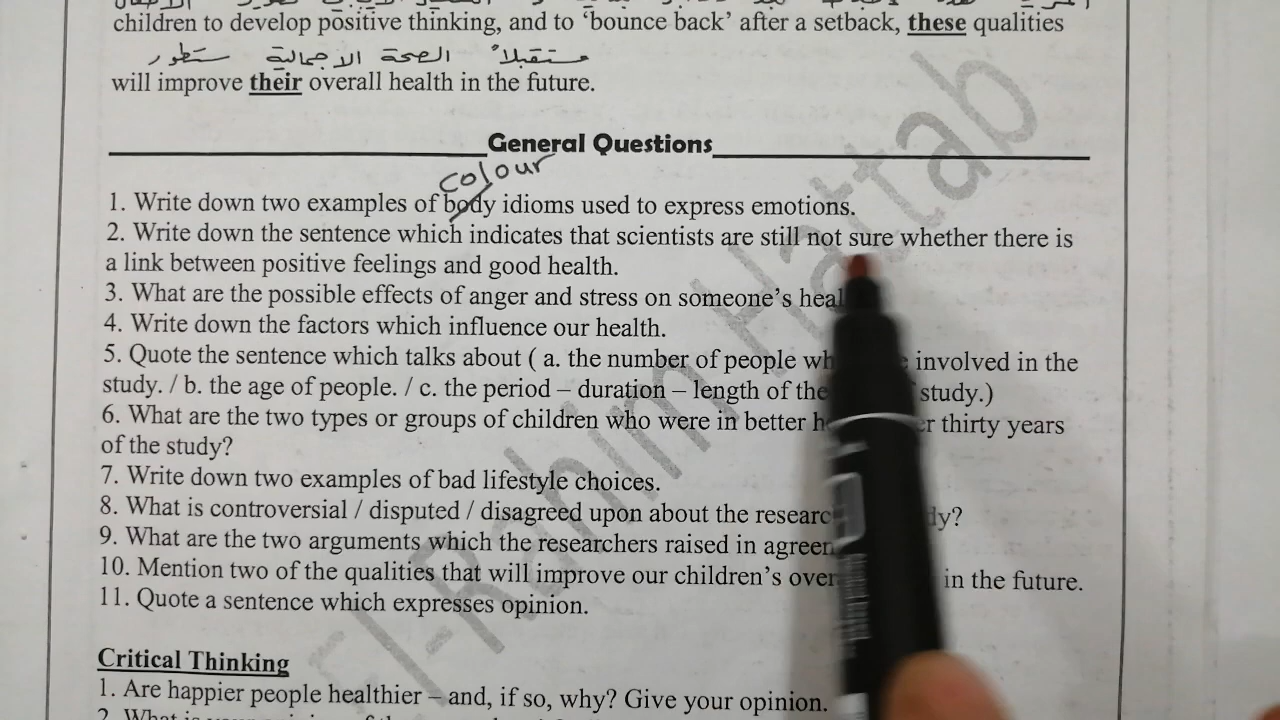 children to develop positive thinking, and to ‘bounce back’ after a setback, these qualities
ستطور الصحة الاجمالية مستقبلاً
will improve their overall health in the future.
General Questions
colour
1. Write down two examples of body idioms used to express emotions.
2. Write down the sentence which indicates that scientists are still not sure whether there is
a link between positive feelings and good health.
3. What are the possible effects of anger and stress on someone’s
4. Write down the factors which influence our health.
5. Quote the sentence which talks about ( a. the number of people involved in the
study. / b. the age of people. / c. the period – duration – length of the study.)
6. What are the two types or groups of children who were in better thirty years
of the study?
7. Write down two examples of bad lifestyle choices.
8. What is controversial / disputed / disagreed upon about the
9. What are the two arguments which the researchers raised in
10. Mention two of the qualities that will improve our children’s in the future.
11. Quote a sentence which expresses opinion.
Critical Thinking
1. Are happier people healthier – and, if so, why? Give your opinion.
El-Rahim Hattab